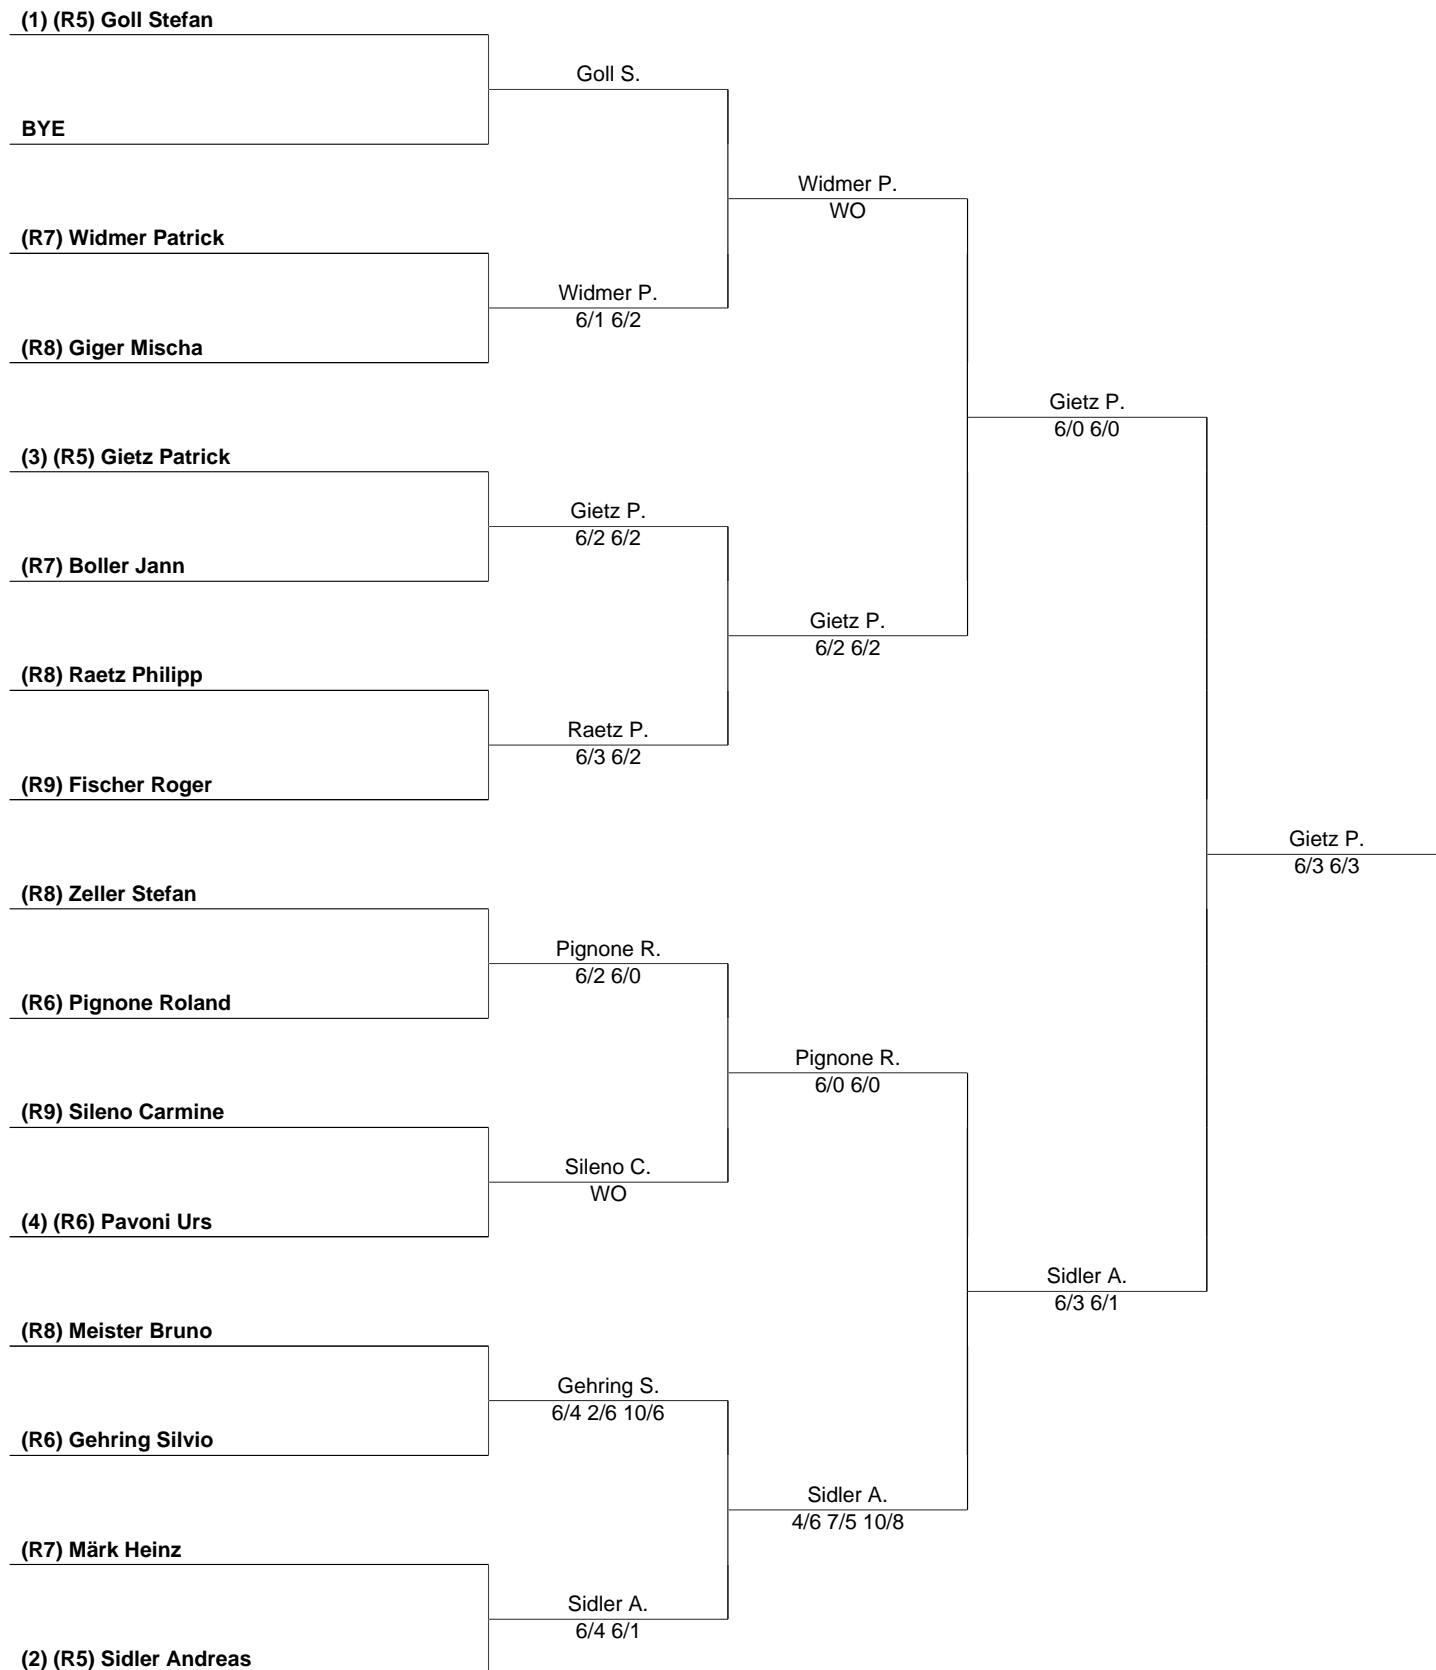 (1) (R5) Goll Stefan
Goll S.
BYE
Widmer P.
WO
(R7) Widmer Patrick
Widmer P.
6/1 6/2
(R8) Giger Mischa
Gietz P.
6/0 6/0
(3) (R5) Gietz Patrick
Gietz P.
6/2 6/2
(R7) Boller Jann
Gietz P.
6/2 6/2
(R8) Raetz Philipp
Raetz P.
6/3 6/2
(R9) Fischer Roger
Gietz P.
6/3 6/3
(R8) Zeller Stefan
Pignone R.
6/2 6/0
(R6) Pignone Roland
Pignone R.
6/0 6/0
(R9) Sileno Carmine
Sileno C.
WO
(4) (R6) Pavoni Urs
Sidler A.
6/3 6/1
(R8) Meister Bruno
Gehring S.
6/4 2/6 10/6
(R6) Gehring Silvio
Sidler A.
4/6 7/5 10/8
(R7) Märk Heinz
Sidler A.
6/4 6/1
(2) (R5) Sidler Andreas